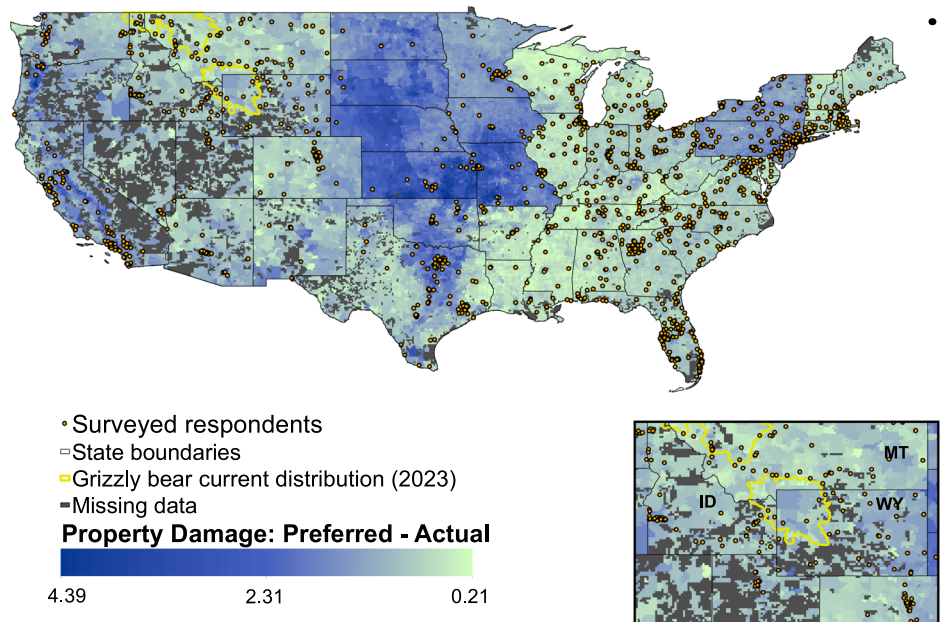 Surveyed respondents
State boundaries
Grizzly bear current distribution (2023)
Missing data
Property Damage: Preferred - Actual
4.39 2.31 0.21
MT
ID
WY